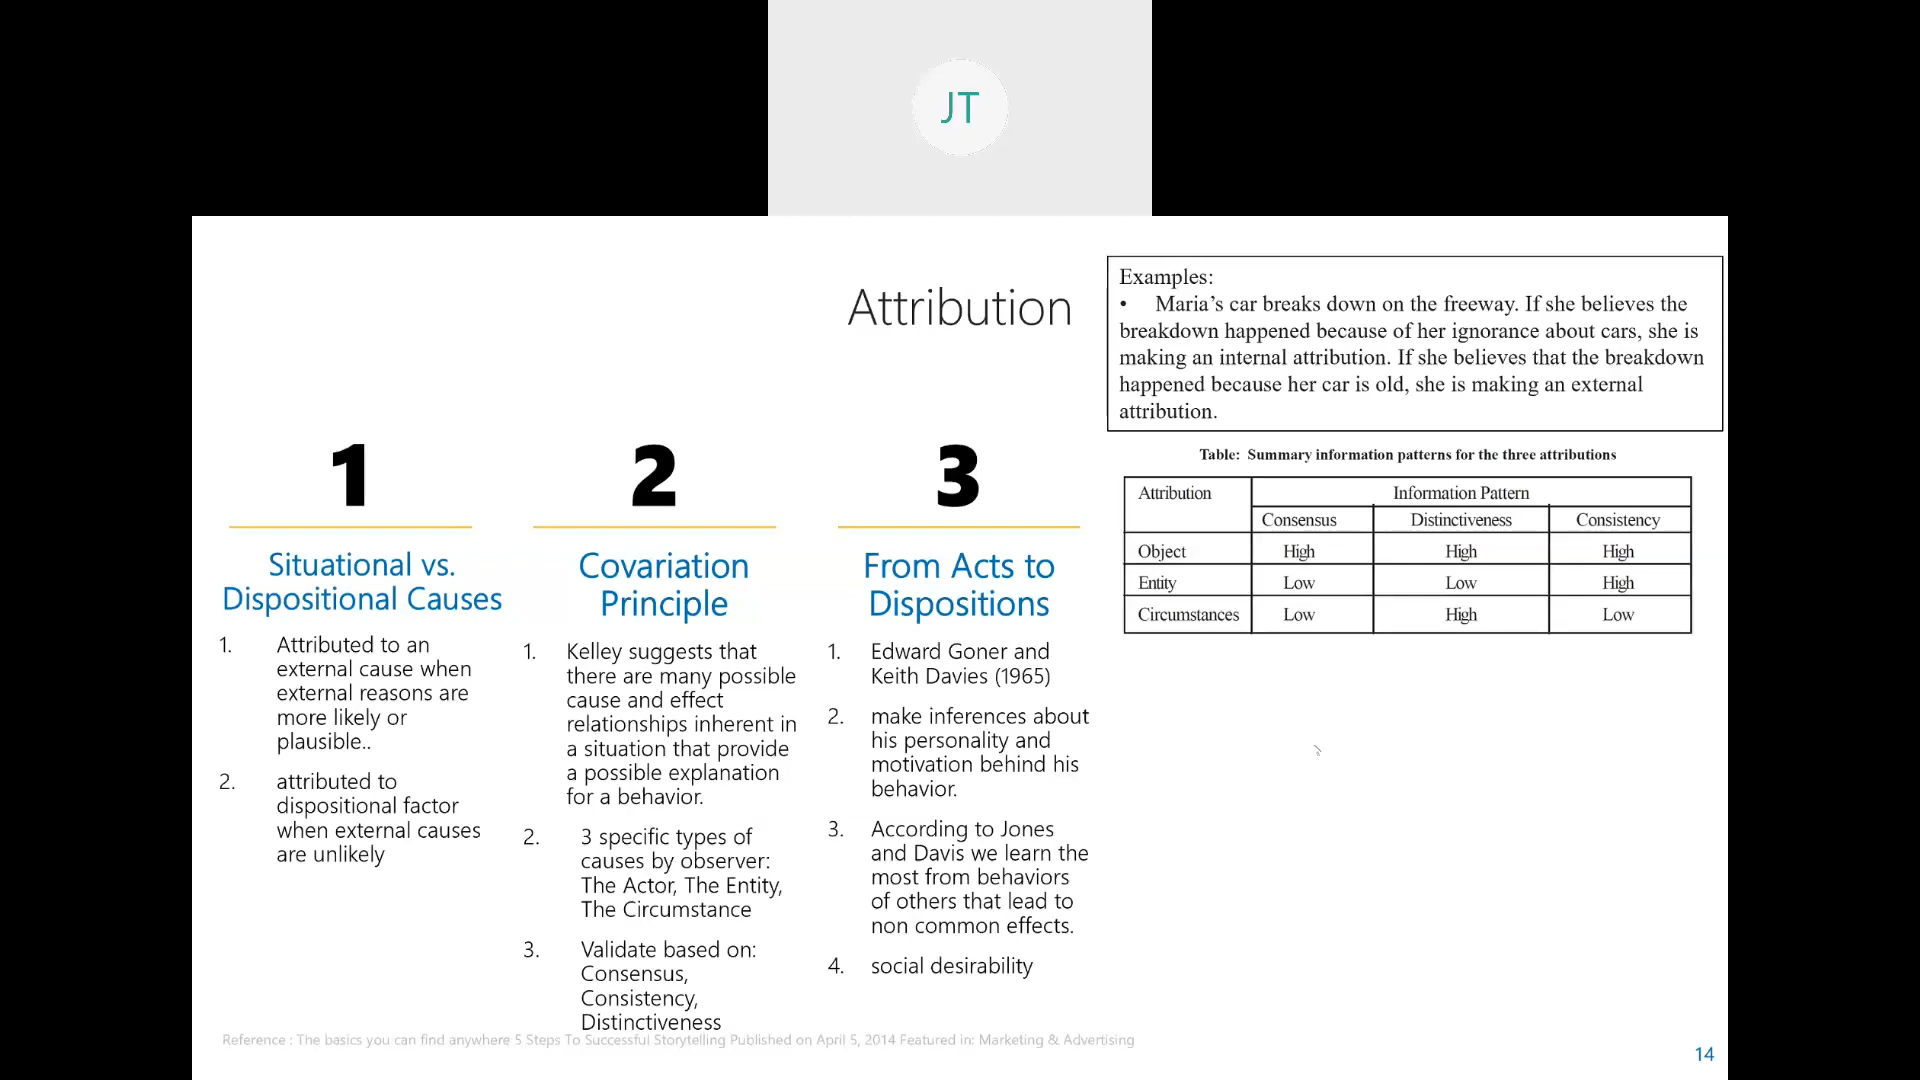 JT
Attribution
Examples:
• Maria’s car breaks down on the freeway. If she believes the
breakdown happened because of her ignorance about cars, she is
making an internal attribution. If she believes that the breakdown
happened because her car is old, she is making an external
attribution.
1
Situational vs.
Dispositional Causes
1. Attributed to an
external cause when
external reasons are
more likely or
plausible..
2. attributed to
dispositional factor
when external causes
are unlikely
2
Covariation
Principle
1. Kelley suggests that
there are many possible
cause and effect
relationships inherent in
a situation that provide
a possible explanation
for a behavior.
2. 3 specific types of
causes by observer:
The Actor, The Entity,
The Circumstance
3. Validate based on:
Consensus,
Consistency,
Distinctiveness
3
From Acts to
Dispositions
1. Edward Goner and
Keith Davies (1965)
2. make inferences about
his personality and
motivation behind his
behavior.
3. According to Jones
and Davis we learn the
most from behaviors
of others that lead to
non common effects.
4. social desirability
Table: Summary information patterns for the three attributions
Attribution Information Pattern
Consensus Distinctiveness Consistency
Object High High High
Entity Low Low High
Circumstances Low High Low
Reference : The basics you can find anywhere 5 Steps To Successful Storytelling Published on April 5, 2014 Featured in: Marketing & Advertising
14